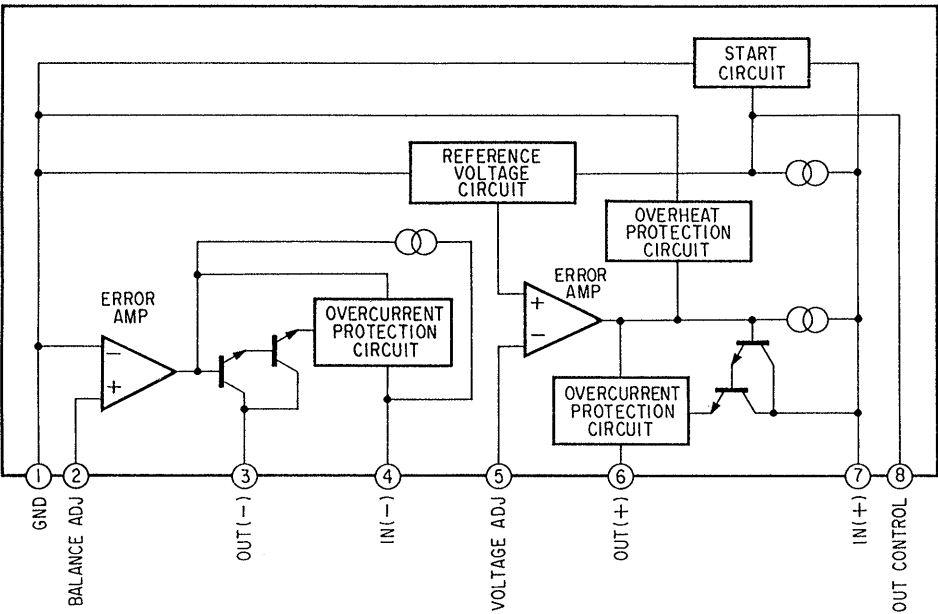 START
CIRCUIT
REFERENCE
VOLTAGE
CIRCUIT
OVERHEAT
PROTECTION
CIRCUIT
ERROR
AMP
+
−
ERROR
AMP
−
+
OVERCURRENT
PROTECTION
CIRCUIT
OVERCURRENT
PROTECTION
CIRCUIT
1
2
3
4
5
6
7
8
GND
BALANCE ADJ
OUT(−)
IN(−)
VOLTAGE ADJ
OUT(+)
IN(+)
OUT CONTROL